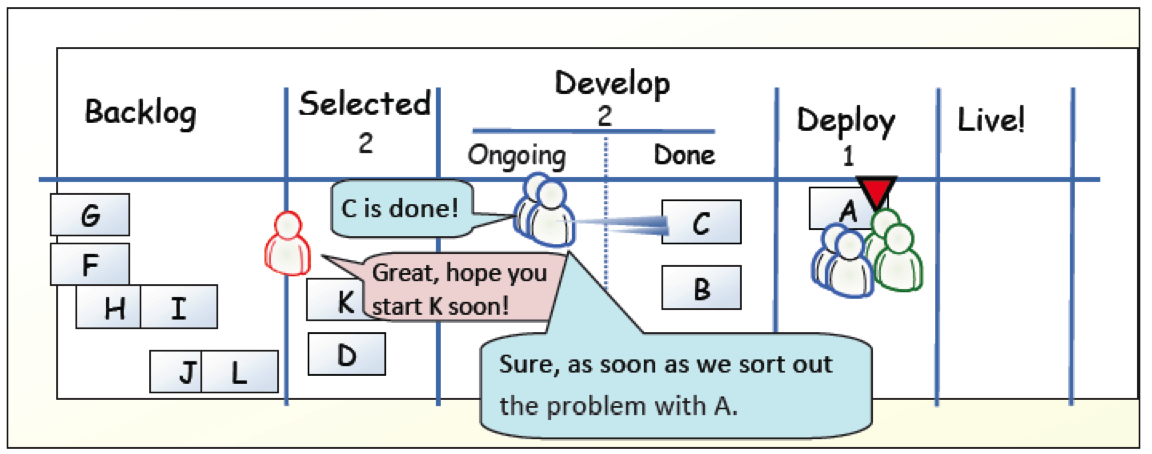 Backlog
Selected
2
Develop
2
Ongoing
Done
Deploy
1
Live!
G
C is done!
C
A
F
Great, hope you
start K soon!
K
B
H
I
D
J
L
Sure, as soon as we sort out
the problem with A.